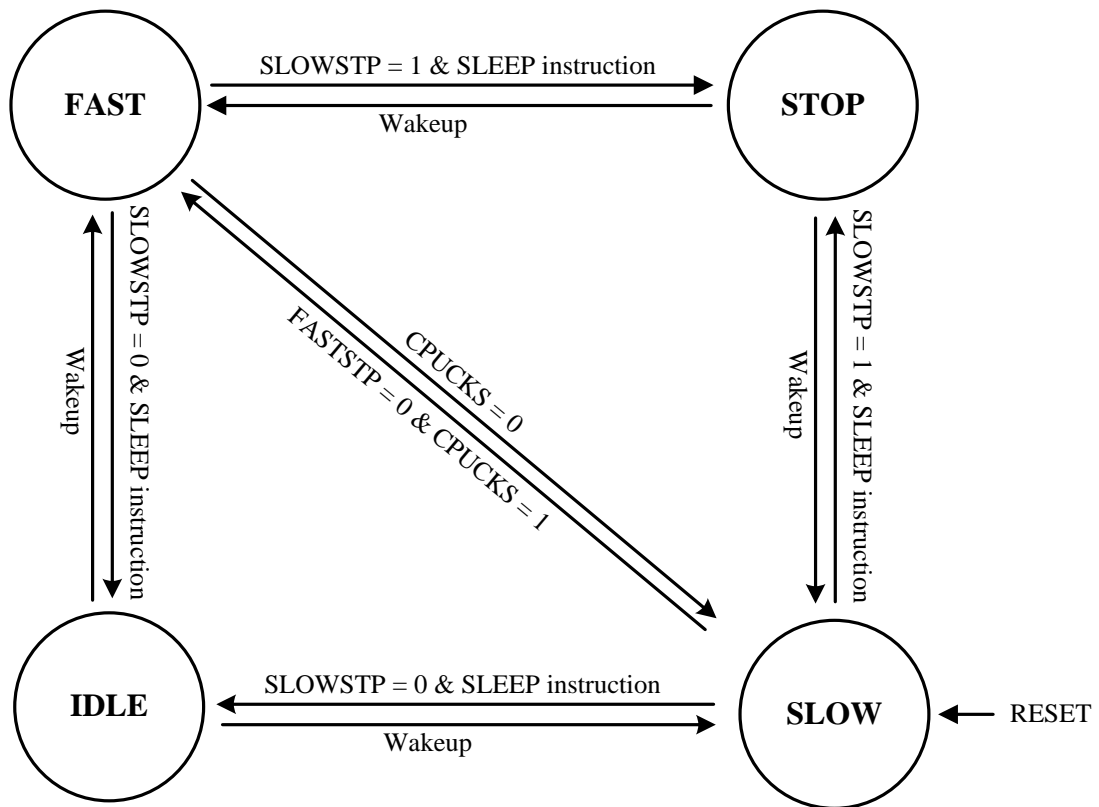 SLOWSTP = 1 & SLEEP instruction
FAST
STOP
Wakeup
SLOWSTP = 0 & SLEEP instruction
Wakeup
CPUCKS = 0
FASTSTP = 0 & CPUCKS = 1
Wakeup
SLOWSTP = 1 & SLEEP instruction
SLOWSTP = 0 & SLEEP instruction
IDLE
SLOW
RESET
Wakeup